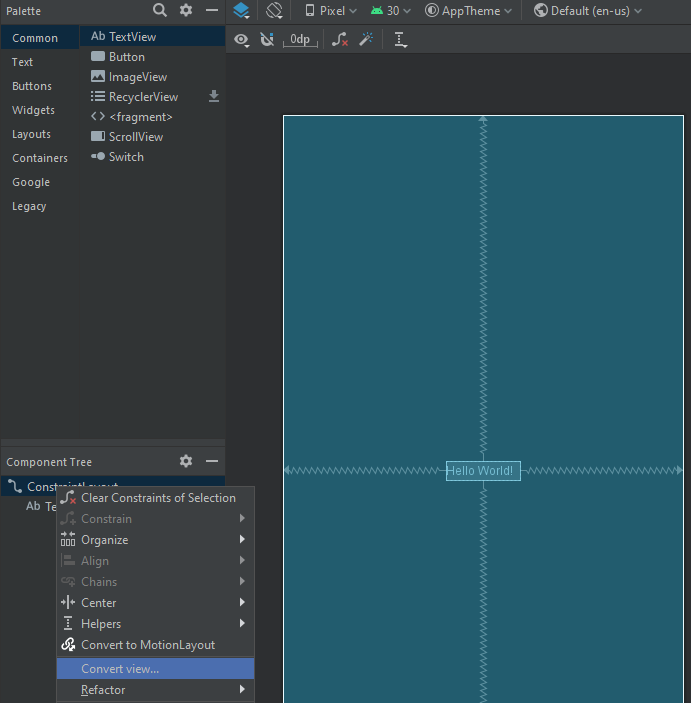 Palette
Pixel
30
AppTheme
Default (en-us)
Common
Ab TextView
0dp
Text
Button
Buttons
ImageView
Widgets
RecyclerView
Layouts
<fragment>
Containers
ScrollView
Google
Switch
Legacy
Hello World!
Component Tree
ConstraintLayout
Ab Te
Clear Constraints of Selection
Constrain
Organize
Align
Chains
Center
Helpers
Convert to MotionLayout
Convert view...
Refactor